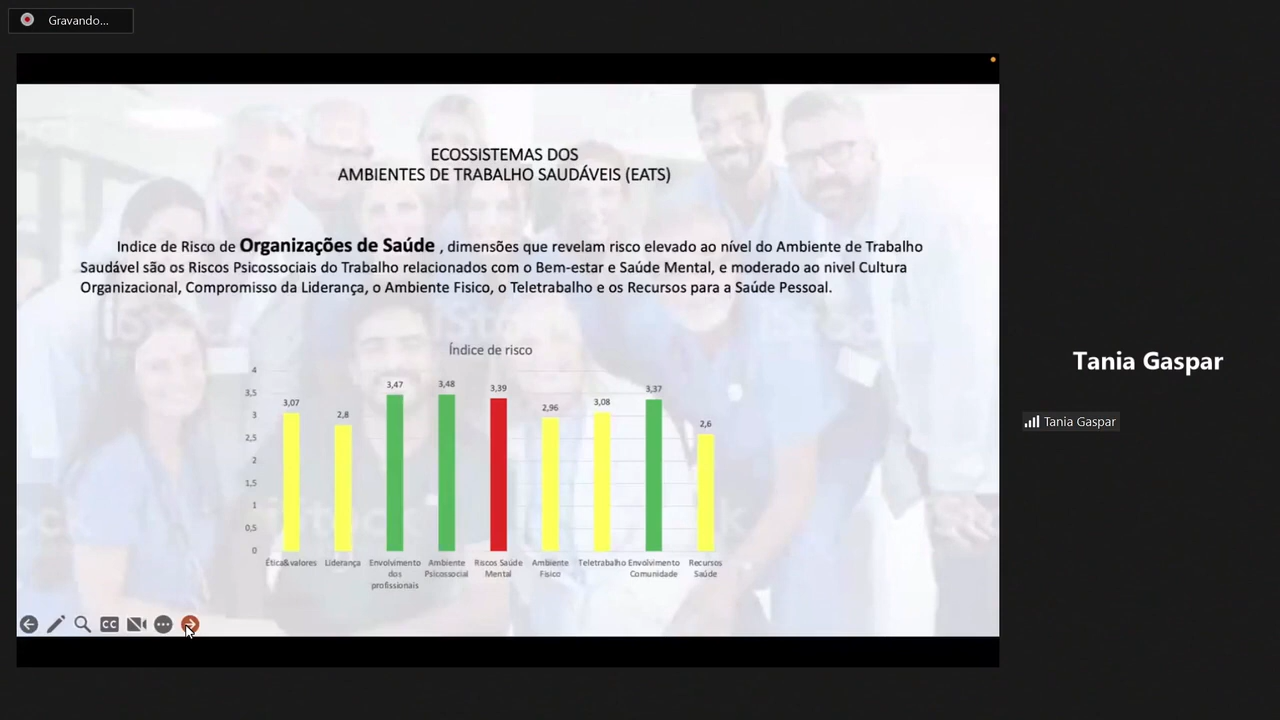 Gravando...
ECOSSISTEMAS DOS
AMBIENTES DE TRABALHO SAUDÁVEIS (EATS)
Indice de Risco de Organizações de Saúde , dimensões que revelam risco elevado ao nível do Ambiente de Trabalho
Saudável são os Riscos Psicossociais do Trabalho relacionados com o Bem-estar e Saúde Mental, e moderado ao nivel Cultura
Organizacional, Compromisso da Liderança, o Ambiente Fisico, o Teletrabalho e os Recursos para a Saúde Pessoal.
Índice de risco
4
3,5
3
2,5
2
1,5
1
0,5
0
3,07
2,8
3,47
3,48
3,39
2,96
3,08
3,37
2,6
Ética&valores
Liderança
Envolvimento
dos
profissionais
Ambiente
Psicossocial
Riscos Saúde
Mental
Ambiente
Fisico
Teletrabalho
Envolvimento
Comunidade
Recursos
Saúde
CC
Tania Gaspar
Tania Gaspar